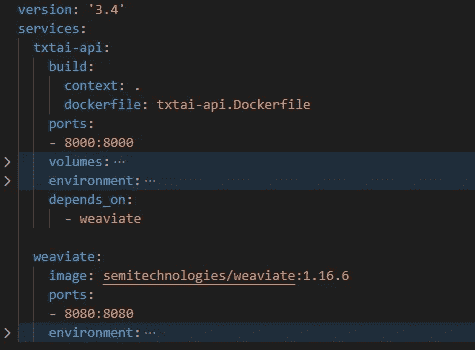 version: '3.4'
services:
  txtai-api:
    build:
      context: .
      dockerfile: txtai-api.Dockerfile
    ports:
    - 8000:8000
    volumes: ···
    environment: ···
    depends_on:
      - weaviate

  weaviate:
    image: semitechnologies/weaviate:1.16.6
    ports:
    - 8080:8080
    environment: ···